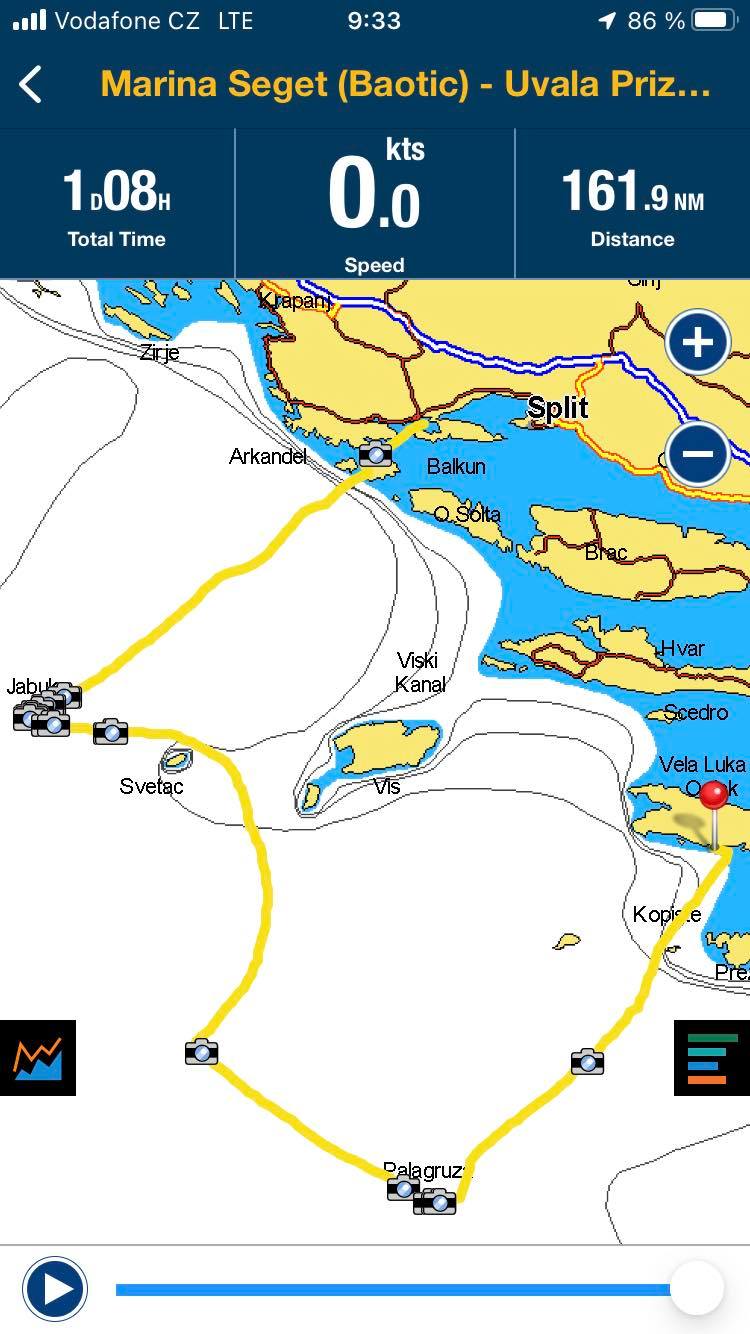 Vodafone CZ LTE 9:33 86 %
Marina Seget (Baotic) - Uvala Priz...
1D08H
Total Time
0.0 kts
Speed
161.9 NM
Distance
Krapanj
Zirje
Split
Arkandel
Balkun
O Solta
Brac
Viski
Kanal
Hvar
Jabuk
Scedro
Svetac
Vis
Vela Luka
Kopiste
Prez
Palagruza